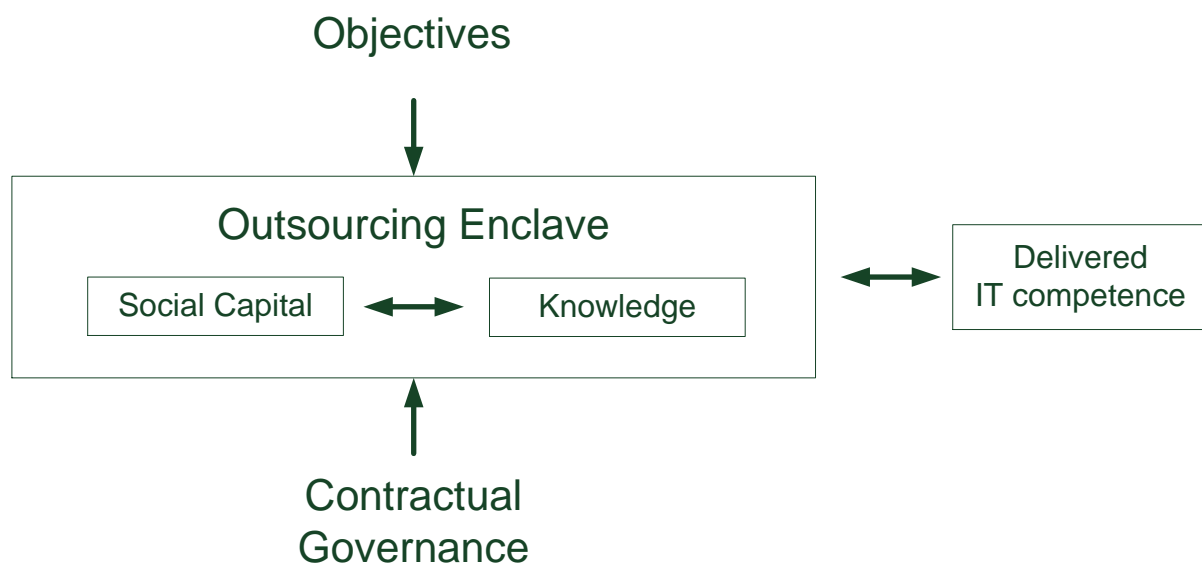 Objectives
Outsourcing Enclave
Social Capital
Knowledge
Delivered
IT competence
Contractual
Governance